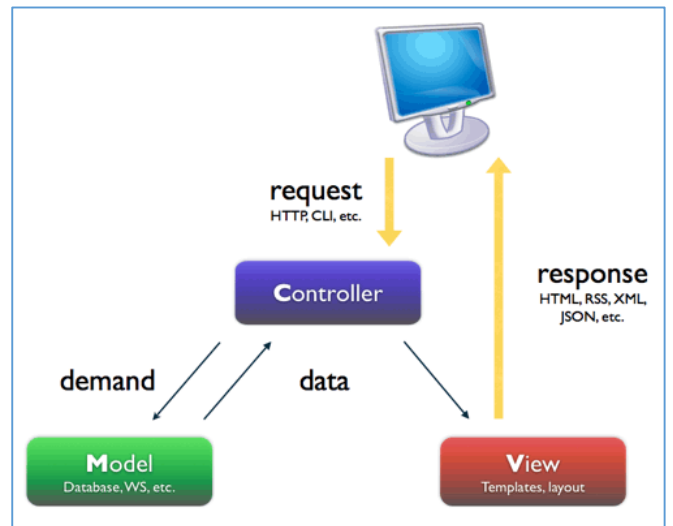 request
HTTP, CLI, etc.
Controller
response
HTML, RSS, XML,
JSON, etc.
demand
data
Model
Database, WS, etc.
View
Templates, layout